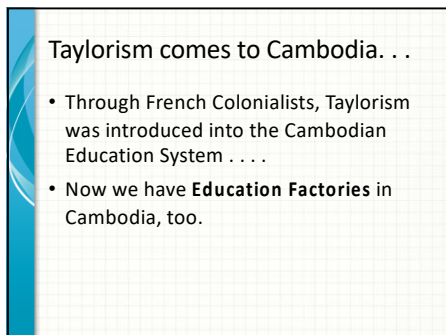 Taylorism comes to Cambodia. . .
• Through French Colonialists, Taylorism
was introduced into the Cambodian
Education System . . . .
• Now we have Education Factories in
Cambodia, too.